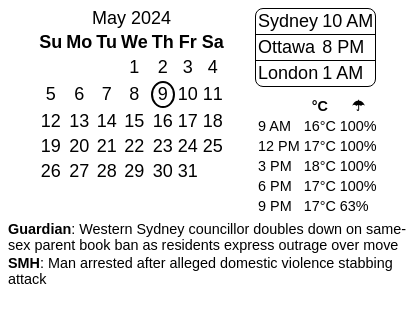 May 2024
Su Mo Tu We Th Fr Sa
1 2 3 4
5 6 7 8 9 10 11
12 13 14 15 16 17 18
19 20 21 22 23 24 25
26 27 28 29 30 31
Sydney 10 AM
Ottawa 8 PM
London 1 AM
°C ☂
9 AM 16°C 100%
12 PM 17°C 100%
3 PM 18°C 100%
6 PM 17°C 100%
9 PM 17°C 63%
Guardian: Western Sydney councillor doubles down on same-
sex parent book ban as residents express outrage over move
SMH: Man arrested after alleged domestic violence stabbing
attack